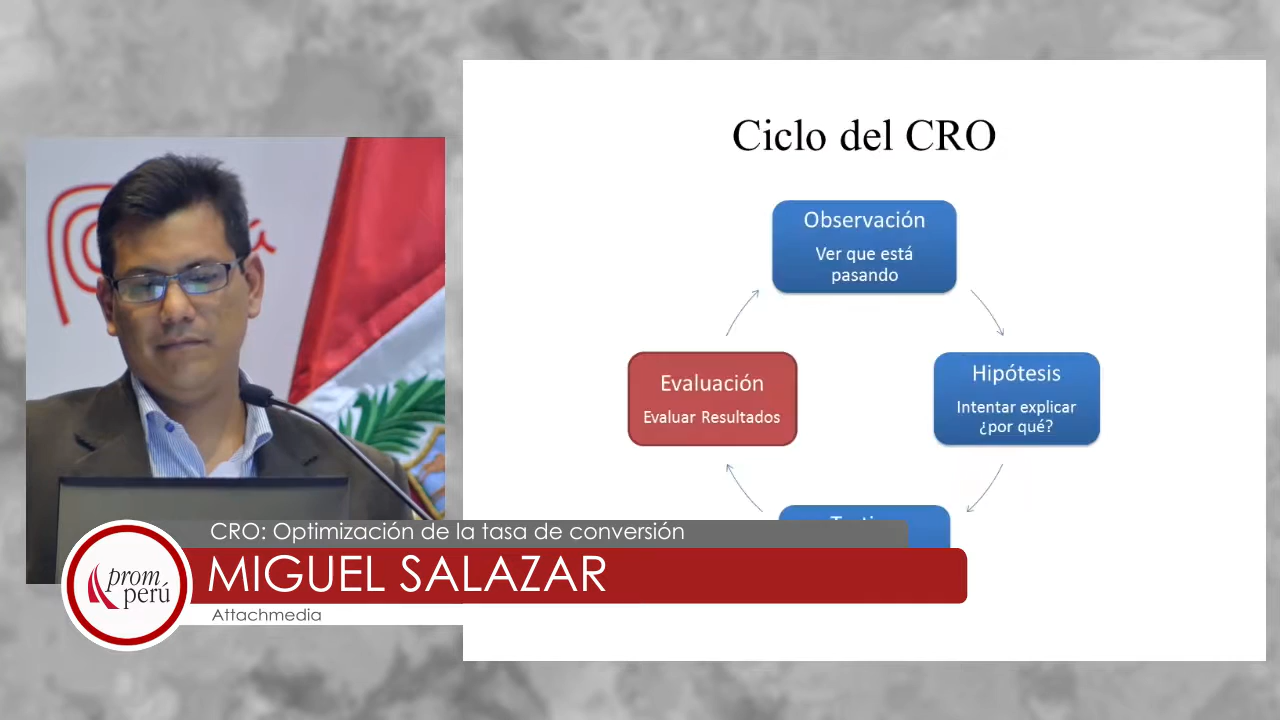 Ciclo del CRO
Observación
Ver que está
pasando
Evaluación
Evaluar Resultados
Hipótesis
Intentar explicar
¿por qué?
CRO: Optimización de la tasa de conversión
MIGUEL SALAZAR
Attachmedia
prom
perú